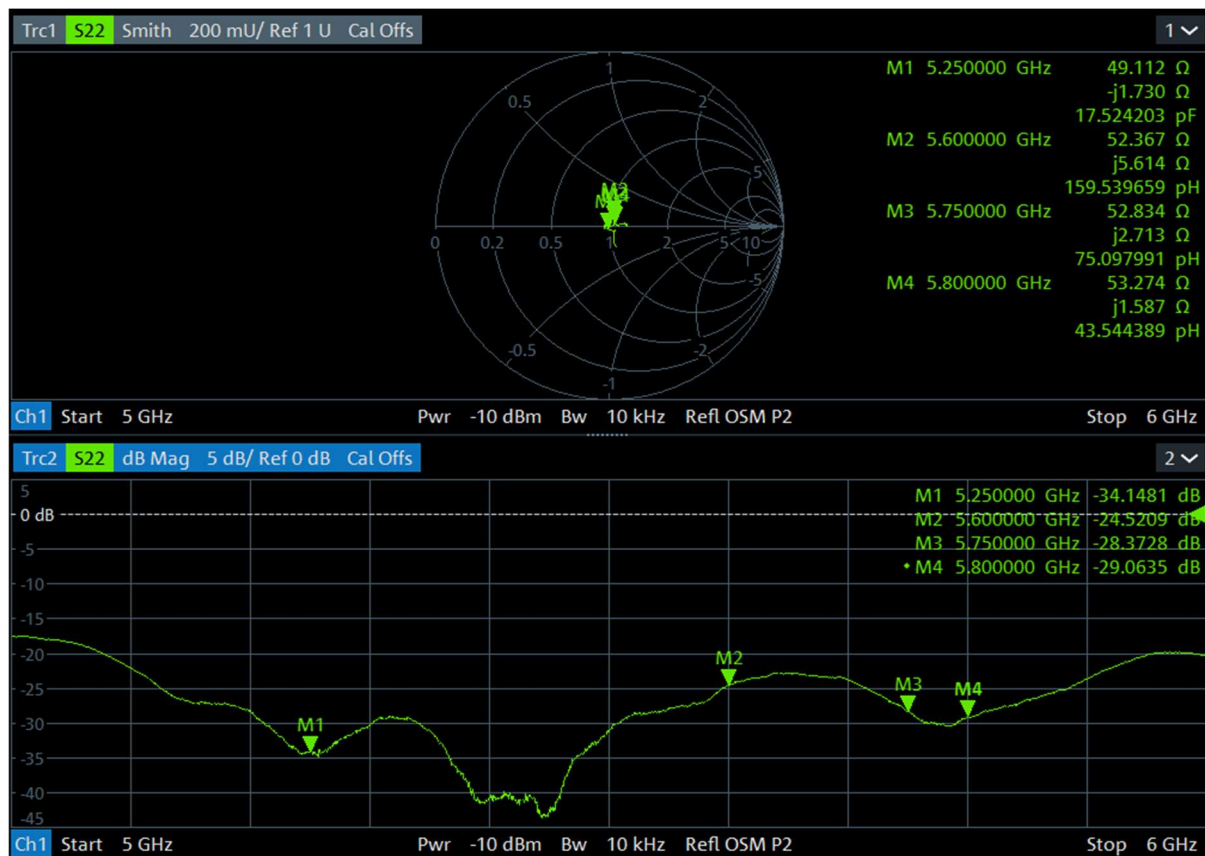 Trc1 S22 Smith 200 mU/ Ref 1 U Cal Offs 1
M1 5.250000 GHz 49.112 Ω
-j1.730 Ω
17.524203 pF
M2 5.600000 GHz 52.367 Ω
j5.614 Ω
159.539659 pH
M3 5.750000 GHz 52.834 Ω
j2.713 Ω
75.097991 pH
M4 5.800000 GHz 53.274 Ω
j1.587 Ω
43.544389 pH
1
0.5 2
5
M2
M4
0 0.2 0.5 1 2 5 10
-5
-0.5 -2
-1
Ch1 Start 5 GHz Pwr -10 dBm Bw 10 kHz Refl OSM P2 Stop 6 GHz
Trc2 S22 dB Mag 5 dB/ Ref 0 dB Cal Offs 2
M1 5.250000 GHz -34.1481 dB
M2 5.600000 GHz -24.5209 dB
M3 5.750000 GHz -28.3728 dB
M4 5.800000 GHz -29.0635 dB
5
0 dB
-5
-10
-15
-20
-25
-30
-35
-40
-45
M1
M2
M3
M4
Ch1 Start 5 GHz Pwr -10 dBm Bw 10 kHz Refl OSM P2 Stop 6 GHz